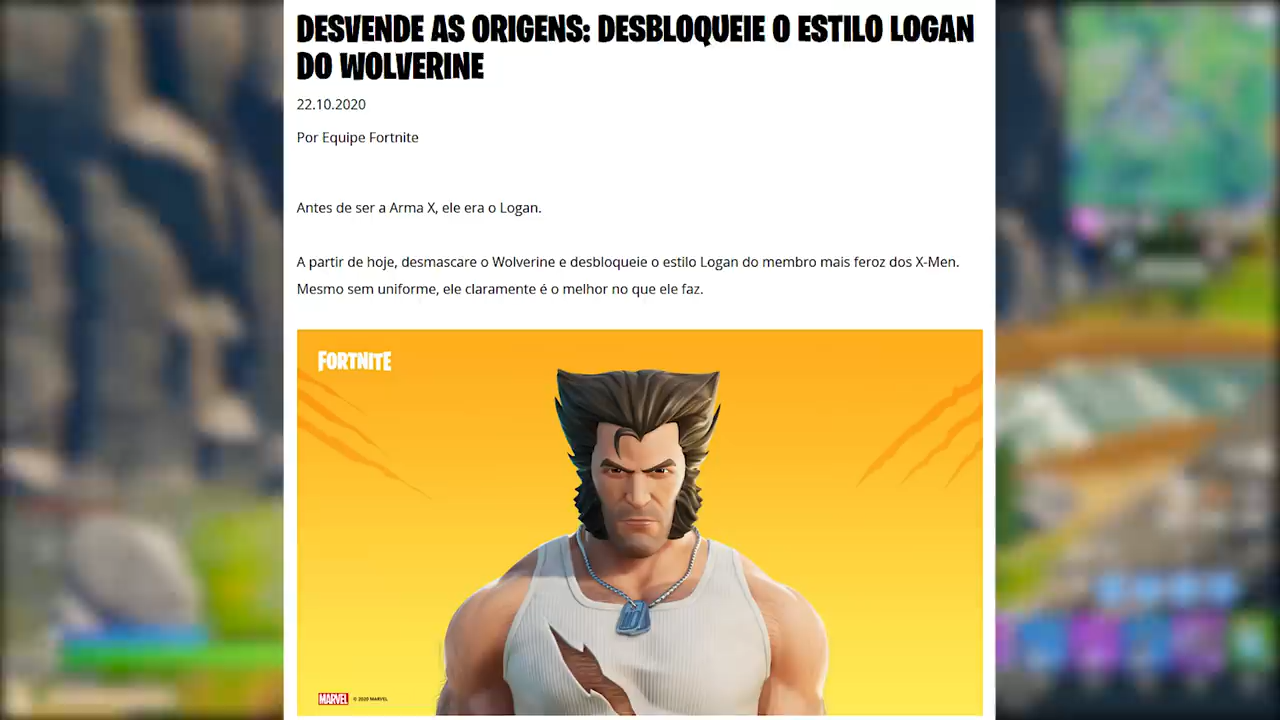 DESVENDE AS ORIGENS: DESBLOQUEIE O ESTILO LOGAN
DO WOLVERINE
22.10.2020
Por Equipe Fortnite
Antes de ser a Arma X, ele era o Logan.
A partir de hoje, desmascare o Wolverine e desbloqueie o estilo Logan do membro mais feroz dos X-Men.
Mesmo sem uniforme, ele claramente é o melhor no que ele faz.
FORTNITE
MARVEL © 2020 MARVEL